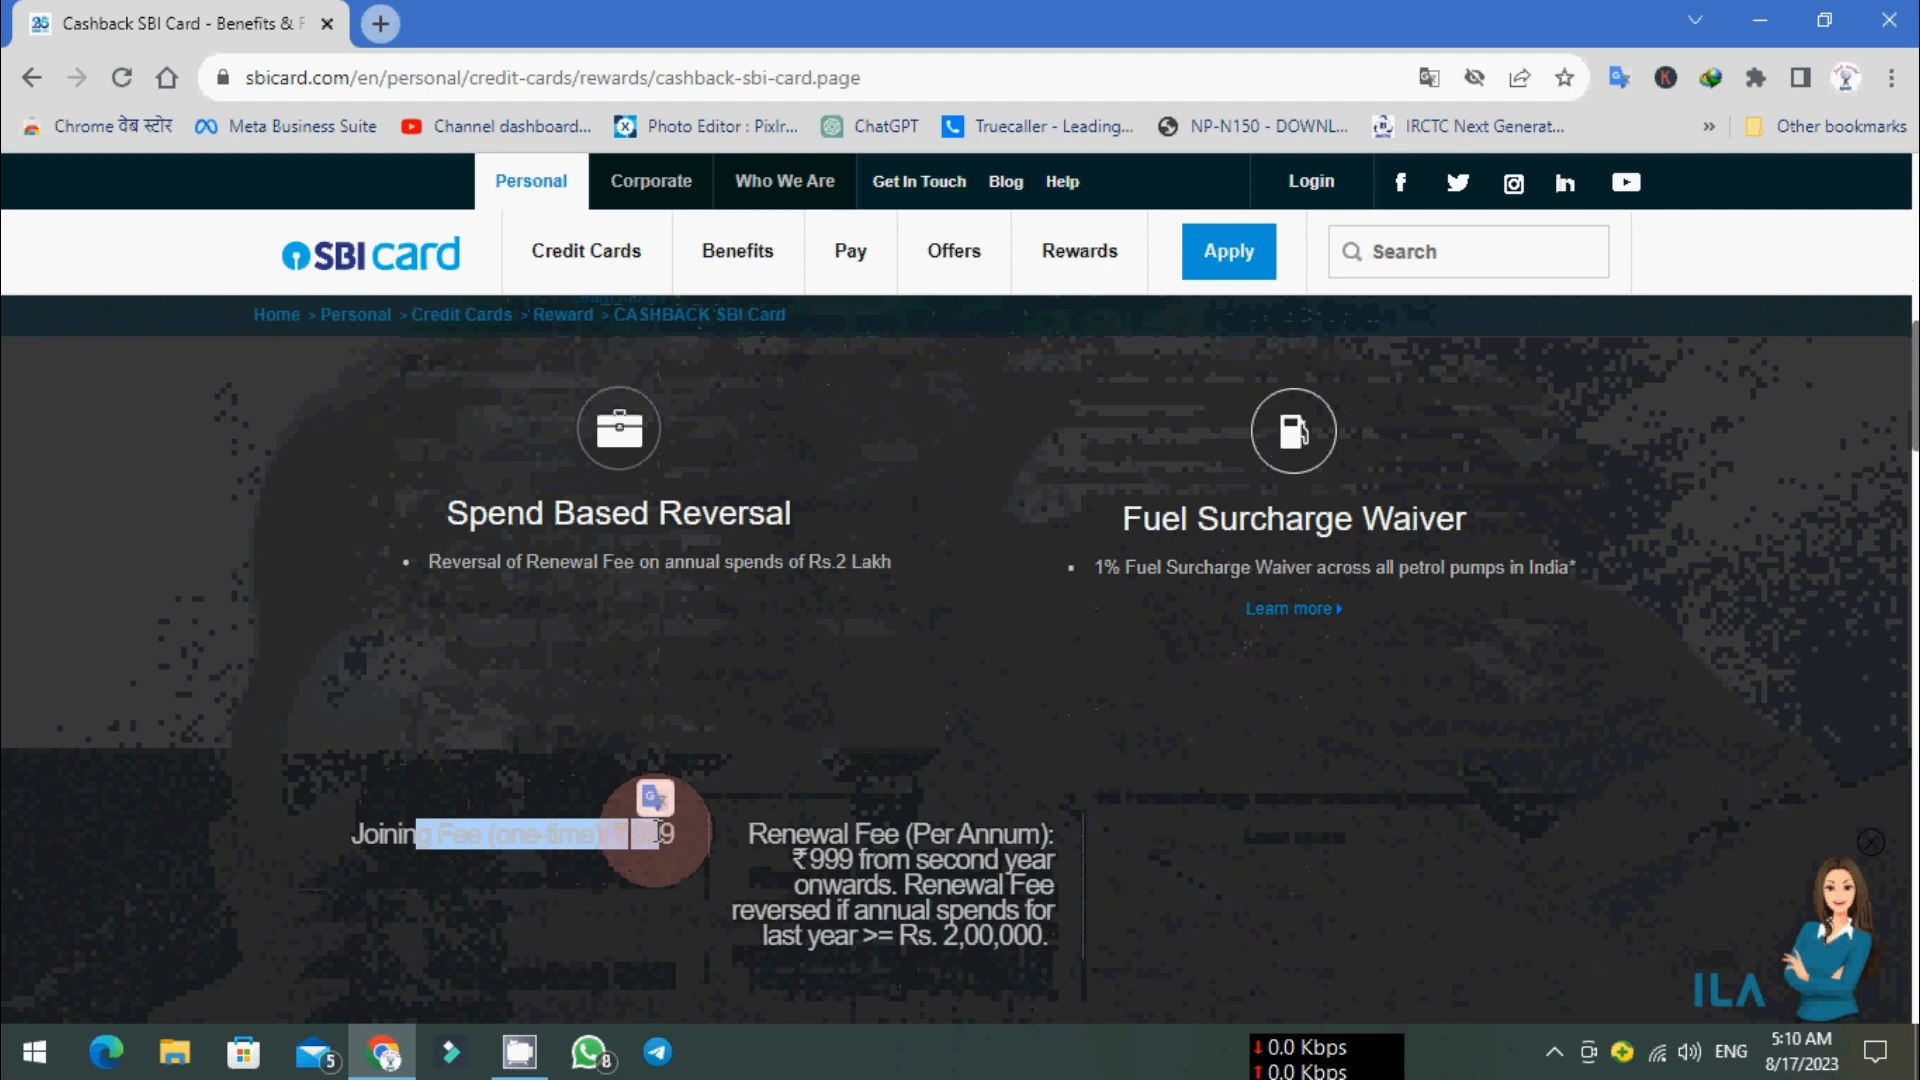 Cashback SBI Card - Benefits & F
sbicard.com/en/personal/credit-cards/rewards/cashback-sbi-card.page
Chrome वेब स्टोर
Meta Business Suite
Channel dashboard...
Photo Editor : Pixlr...
ChatGPT
Truecaller - Leading...
NP-N150 - DOWNL...
IRCTC Next Generat...
»
Other bookmarks
Personal
Corporate
Who We Are
Get In Touch
Blog
Help
Login
SBI card
Credit Cards
Benefits
Pay
Offers
Rewards
Apply
Search
Learn more
Home > Personal > Credit Cards > Reward > CASHBACK SBI Card
Spend Based Reversal
• Reversal of Renewal Fee on annual spends of Rs.2 Lakh
Fuel Surcharge Waiver
▪ 1% Fuel Surcharge Waiver across all petrol pumps in India*
Learn more
Joining Fee (one-time):
Renewal Fee (Per Annum):
₹999 from second year
onwards. Renewal Fee
reversed if annual spends for
last year >= Rs. 2,00,000.
ILA
5
8
0.0 Kbps
0.0 Kbps
ENG
5:10 AM
8/17/2023